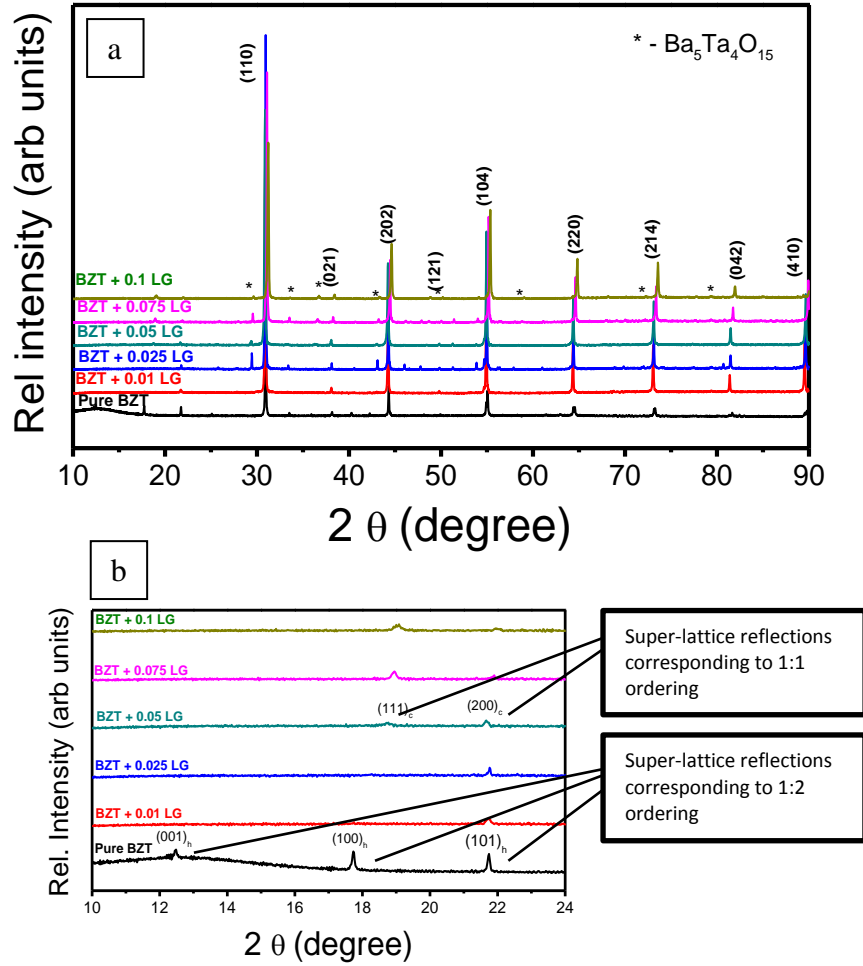 a
* - Ba₅Ta₄O₁₅
Rel intensity (arb units)
(110)
(021)
(202)
(121)
(104)
(220)
(214)
(042)
(410)
* * * * * * * *
BZT + 0.1 LG
BZT + 0.075 LG
BZT + 0.05 LG
BZT + 0.025 LG
BZT + 0.01 LG
Pure BZT
10 20 30 40 50 60 70 80 90
2 θ (degree)
b
Rel. Intensity (arb units)
BZT + 0.1 LG
BZT + 0.075 LG
BZT + 0.05 LG
(111)c
(200)c
BZT + 0.025 LG
BZT + 0.01 LG
Pure BZT
(001)h
(100)h
(101)h
10 12 14 16 18 20 22 24
2 θ (degree)
Super-lattice reflections
corresponding to 1:1
ordering
Super-lattice reflections
corresponding to 1:2
ordering